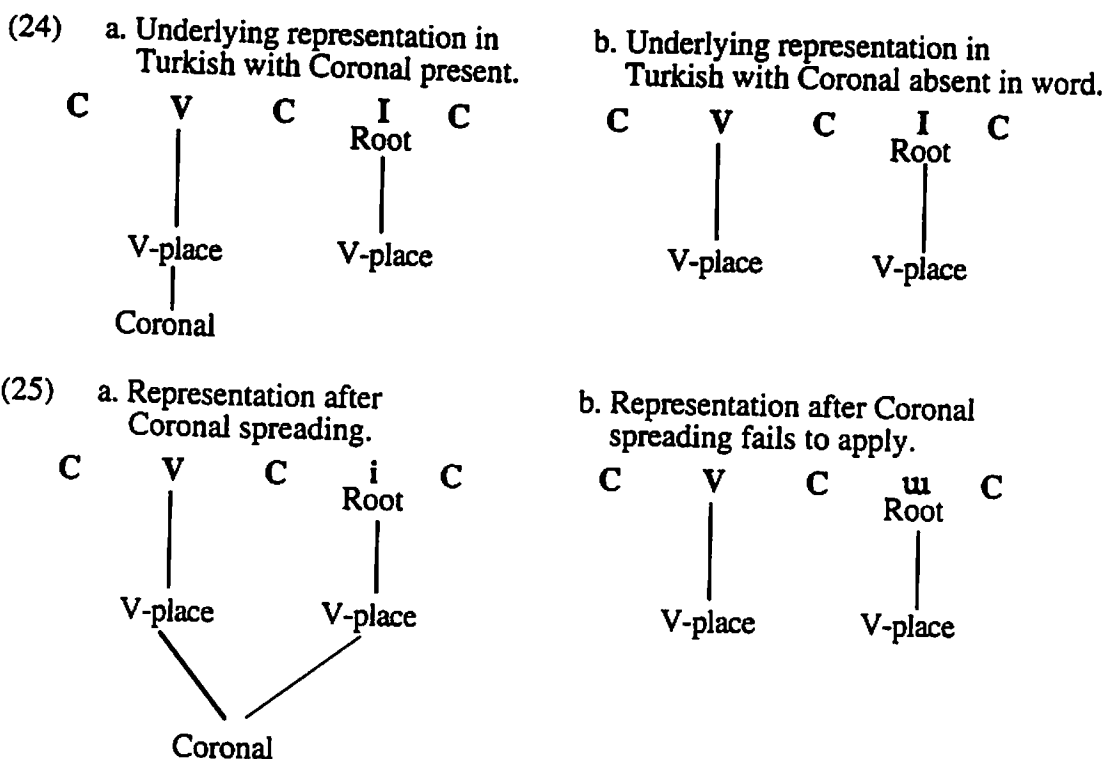 (24) a. Underlying representation in
Turkish with Coronal present.
C V C I C
Root
V-place V-place
Coronal
b. Underlying representation in
Turkish with Coronal absent in word.
C V C I C
Root
V-place V-place
(25) a. Representation after
Coronal spreading.
C V C i C
Root
V-place V-place
Coronal
b. Representation after Coronal
spreading fails to apply.
C V C ɯ C
Root
V-place V-place